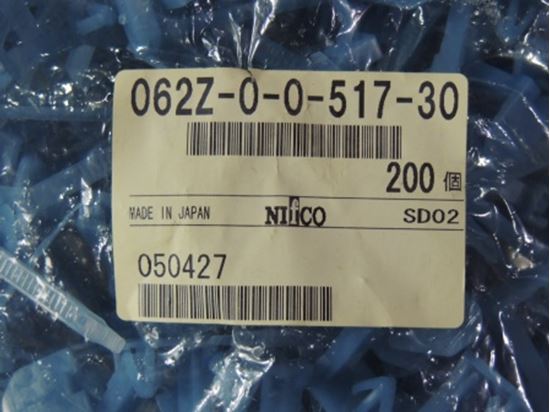 062Z-0-0-517-30
200 個
MADE IN JAPAN NIfCO SD02
050427